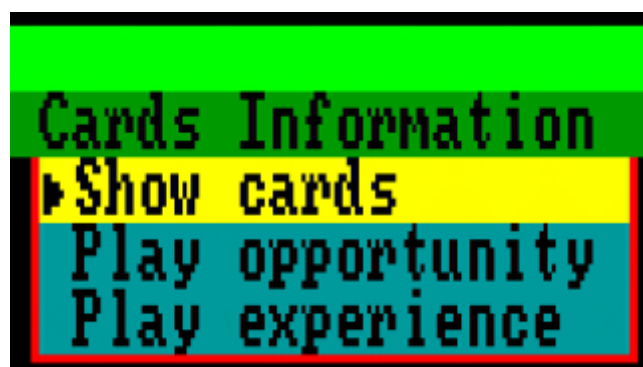 Cards Information
▸Show cards
Play opportunity
Play experience